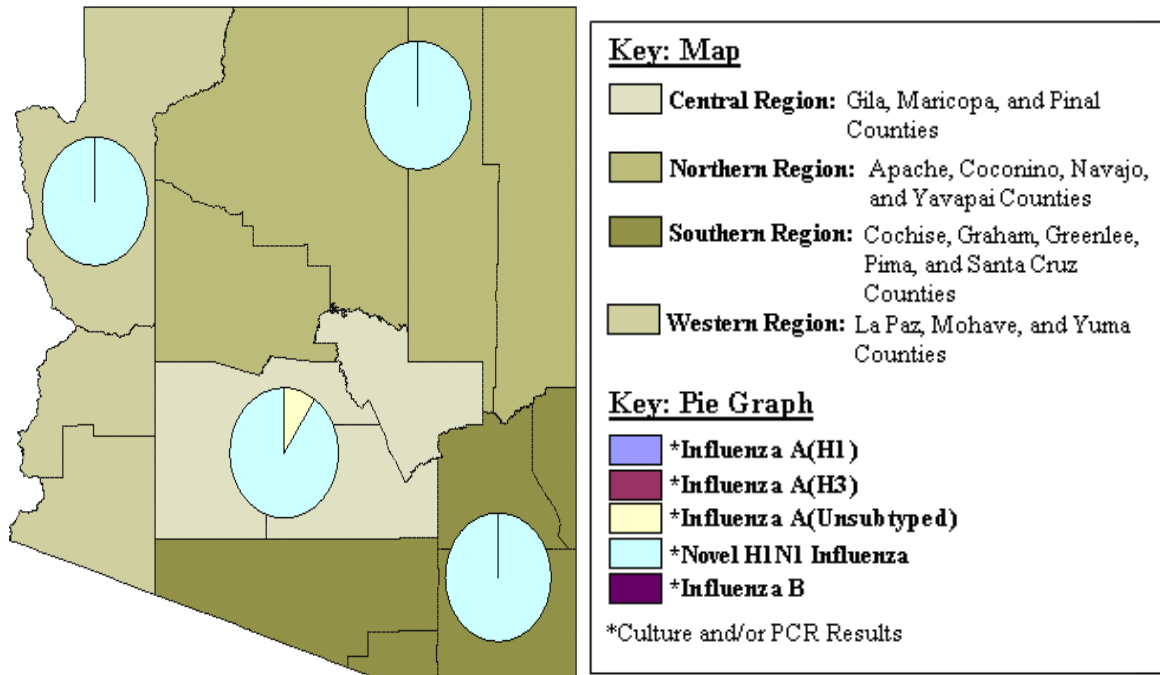 Key: Map
Central Region: Gila, Maricopa, and Pinal
Counties
Northern Region: Apache, Coconino, Navajo,
and Yavapai Counties
Southern Region: Cochise, Graham, Greenlee,
Pima, and Santa Cruz
Counties
Western Region: La Paz, Mohave, and Yuma
Counties
Key: Pie Graph
*Influenza A(H1)
*Influenza A(H3)
*Influenza A(Unsubtyped)
*Novel H1N1 Influenza
*Influenza B
*Culture and/or PCR Results